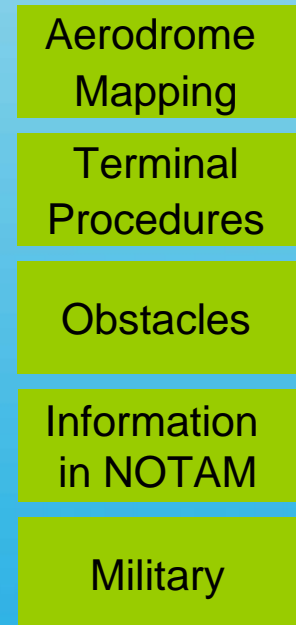 Aerodrome
Mapping
Terminal
Procedures
Obstacles
Information
in NOTAM
Military